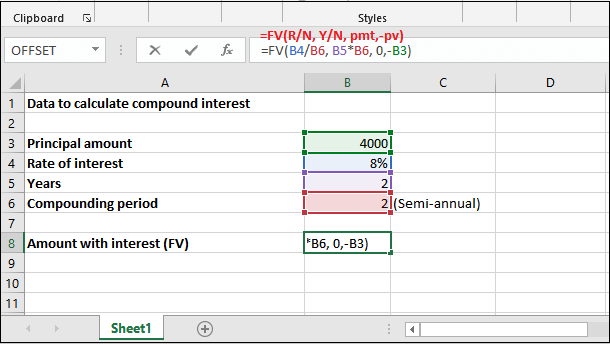 Clipboard Styles
=FV(R/N, Y/N, pmt,-pv)
OFFSET fx =FV(B4/B6, B5*B6, 0,-B3)
A B C D
1 Data to calculate compound interest
2
3 Principal amount 4000
4 Rate of interest 8%
5 Years 2
6 Compounding period 2 (Semi-annual)
7
8 Amount with interest (FV) *B6, 0,-B3)
9
10
11
Sheet1